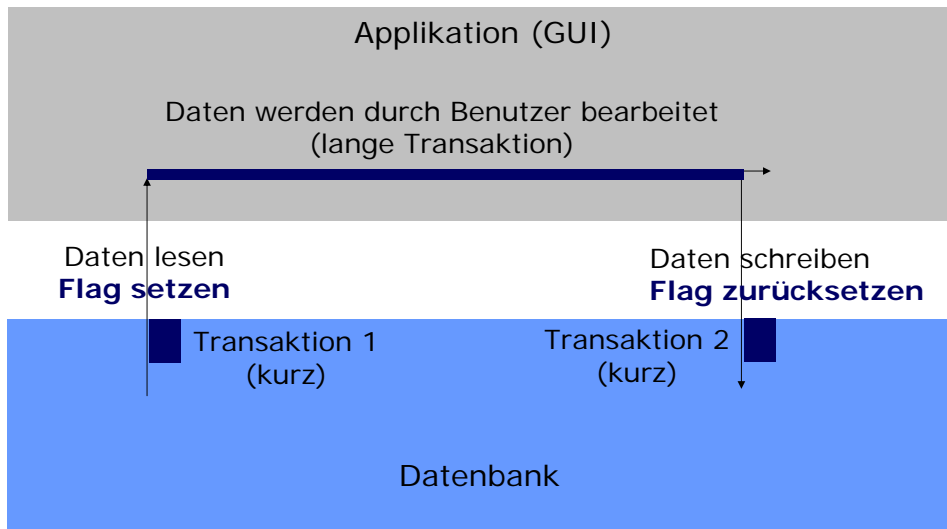 Applikation (GUI)
Daten werden durch Benutzer bearbeitet
(lange Transaktion)
Daten lesen
Flag setzen
Daten schreiben
Flag zurücksetzen
Transaktion 1
(kurz)
Transaktion 2
(kurz)
Datenbank